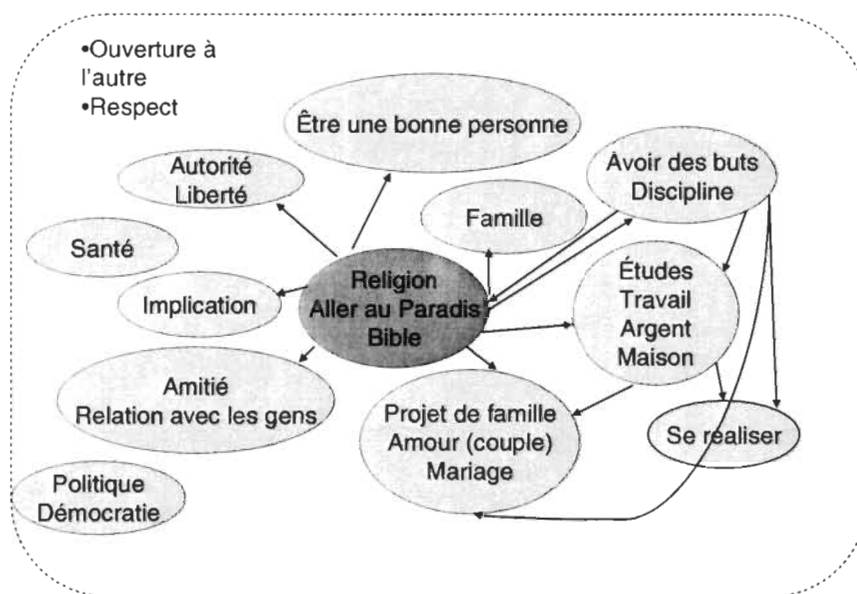 •Ouverture à
l'autre
•Respect
Être une bonne personne
Autorité
Liberté
Avoir des buts
Discipline
Famille
Santé
Religion
Aller au Paradis
Bible
Études
Travail
Argent
Maison
Implication
Amitié
Relation avec les gens
Projet de famille
Amour (couple)
Mariage
Se réaliser
Politique
Démocratie